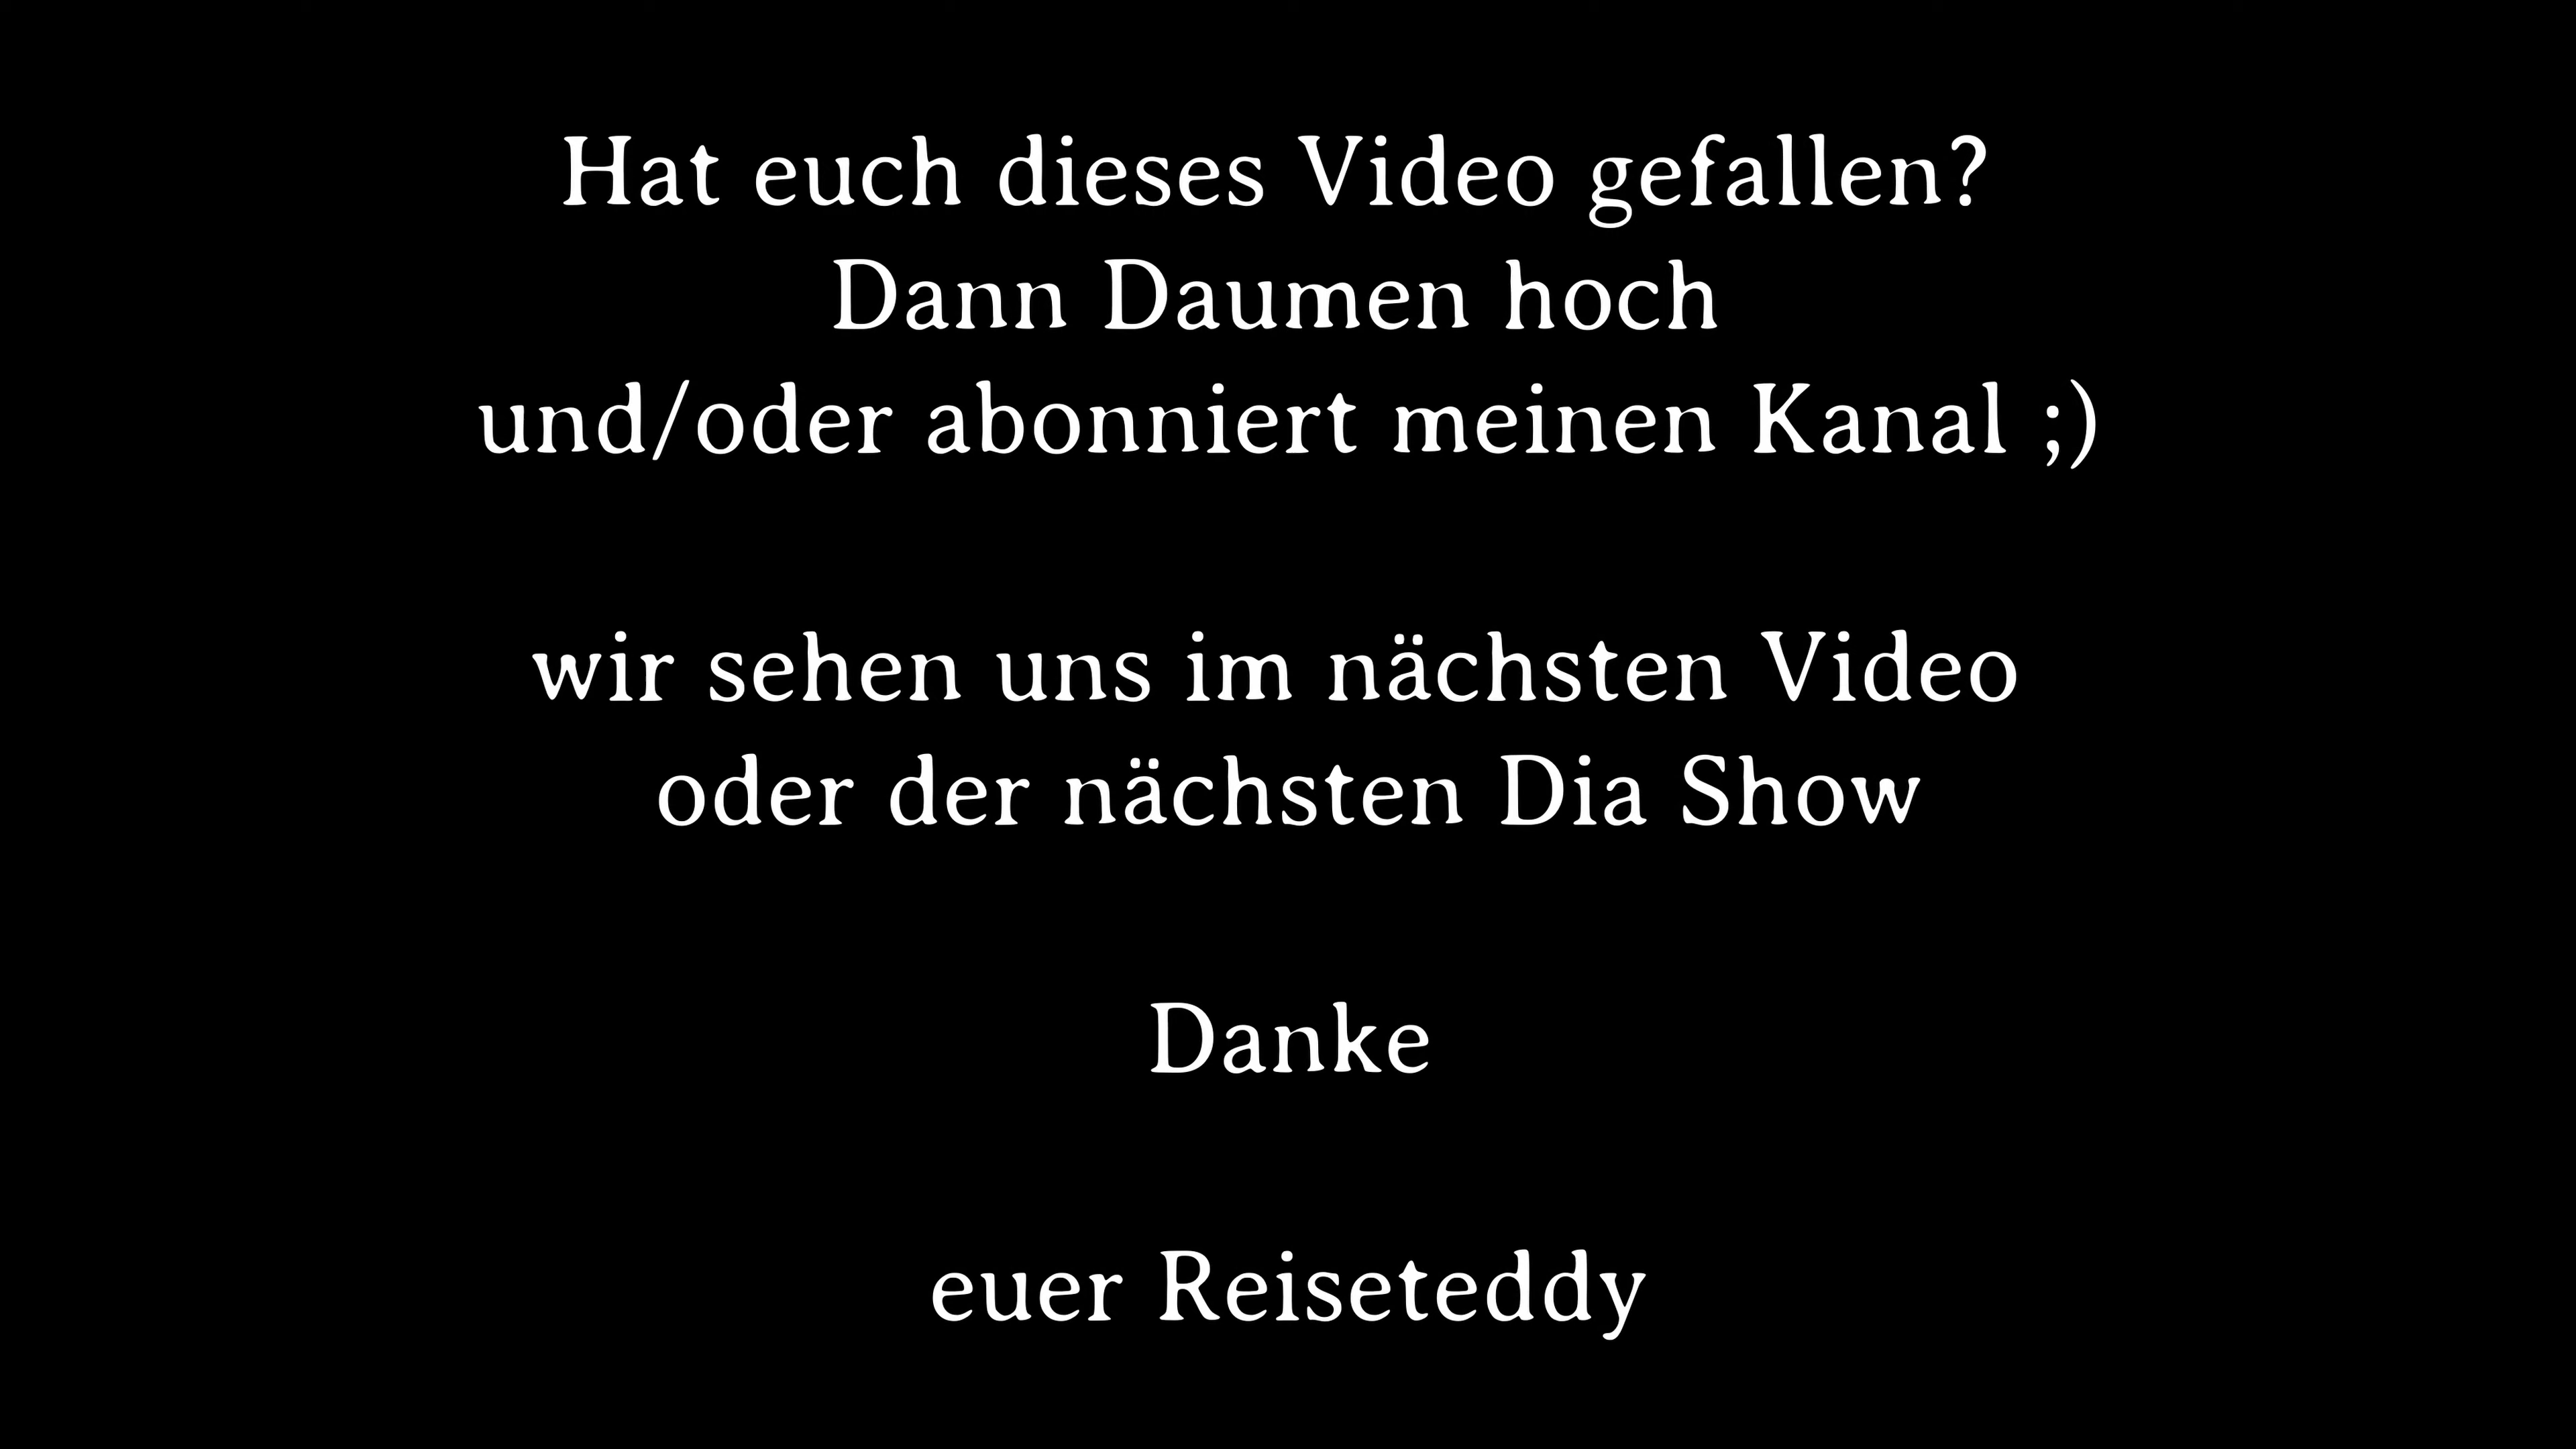 Hat euch dieses Video gefallen?
Dann Daumen hoch
und/oder abonniert meinen Kanal ;)
wir sehen uns im nächsten Video
oder der nächsten Dia Show
Danke
euer Reiseteddy